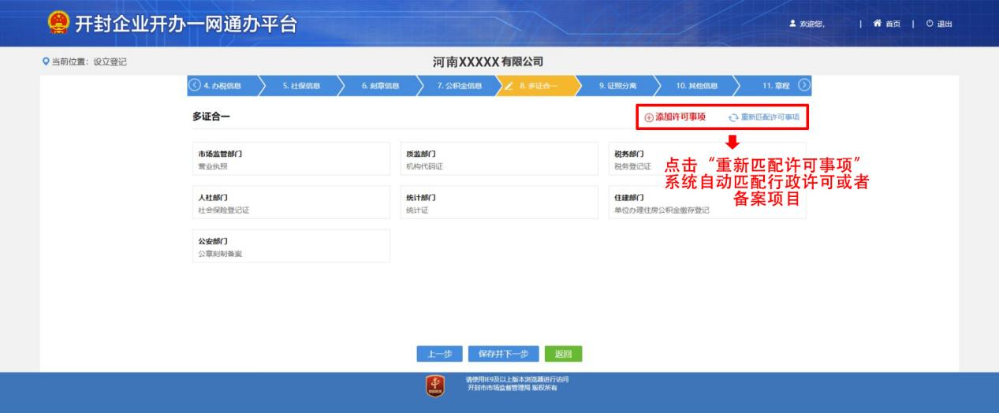 开封企业开办一网通办平台
欢迎您, | 首页 | 退出
当前位置：设立登记
河南XXXXX有限公司
4. 办税信息 5. 社保信息 6. 刻章信息 7. 公积金信息 8. 多证合一 9. 证照分离 10. 其他信息 11. 章程
多证合一
添加许可事项 重新匹配许可事项
市场监管部门 质监部门 税务部门
营业执照 机构代码证 税务登记证
点击“重新匹配许可事项”
系统自动匹配行政许可或者
备案项目
人社部门 统计部门 住建部门
社会保险登记证 统计证 单位办理住房公积金缴存登记
公安部门
公章刻制备案
上一步 保存并下一步 返回
请使用IE9及以上版本浏览器进行访问
开封市市场监督管理局 版权所有